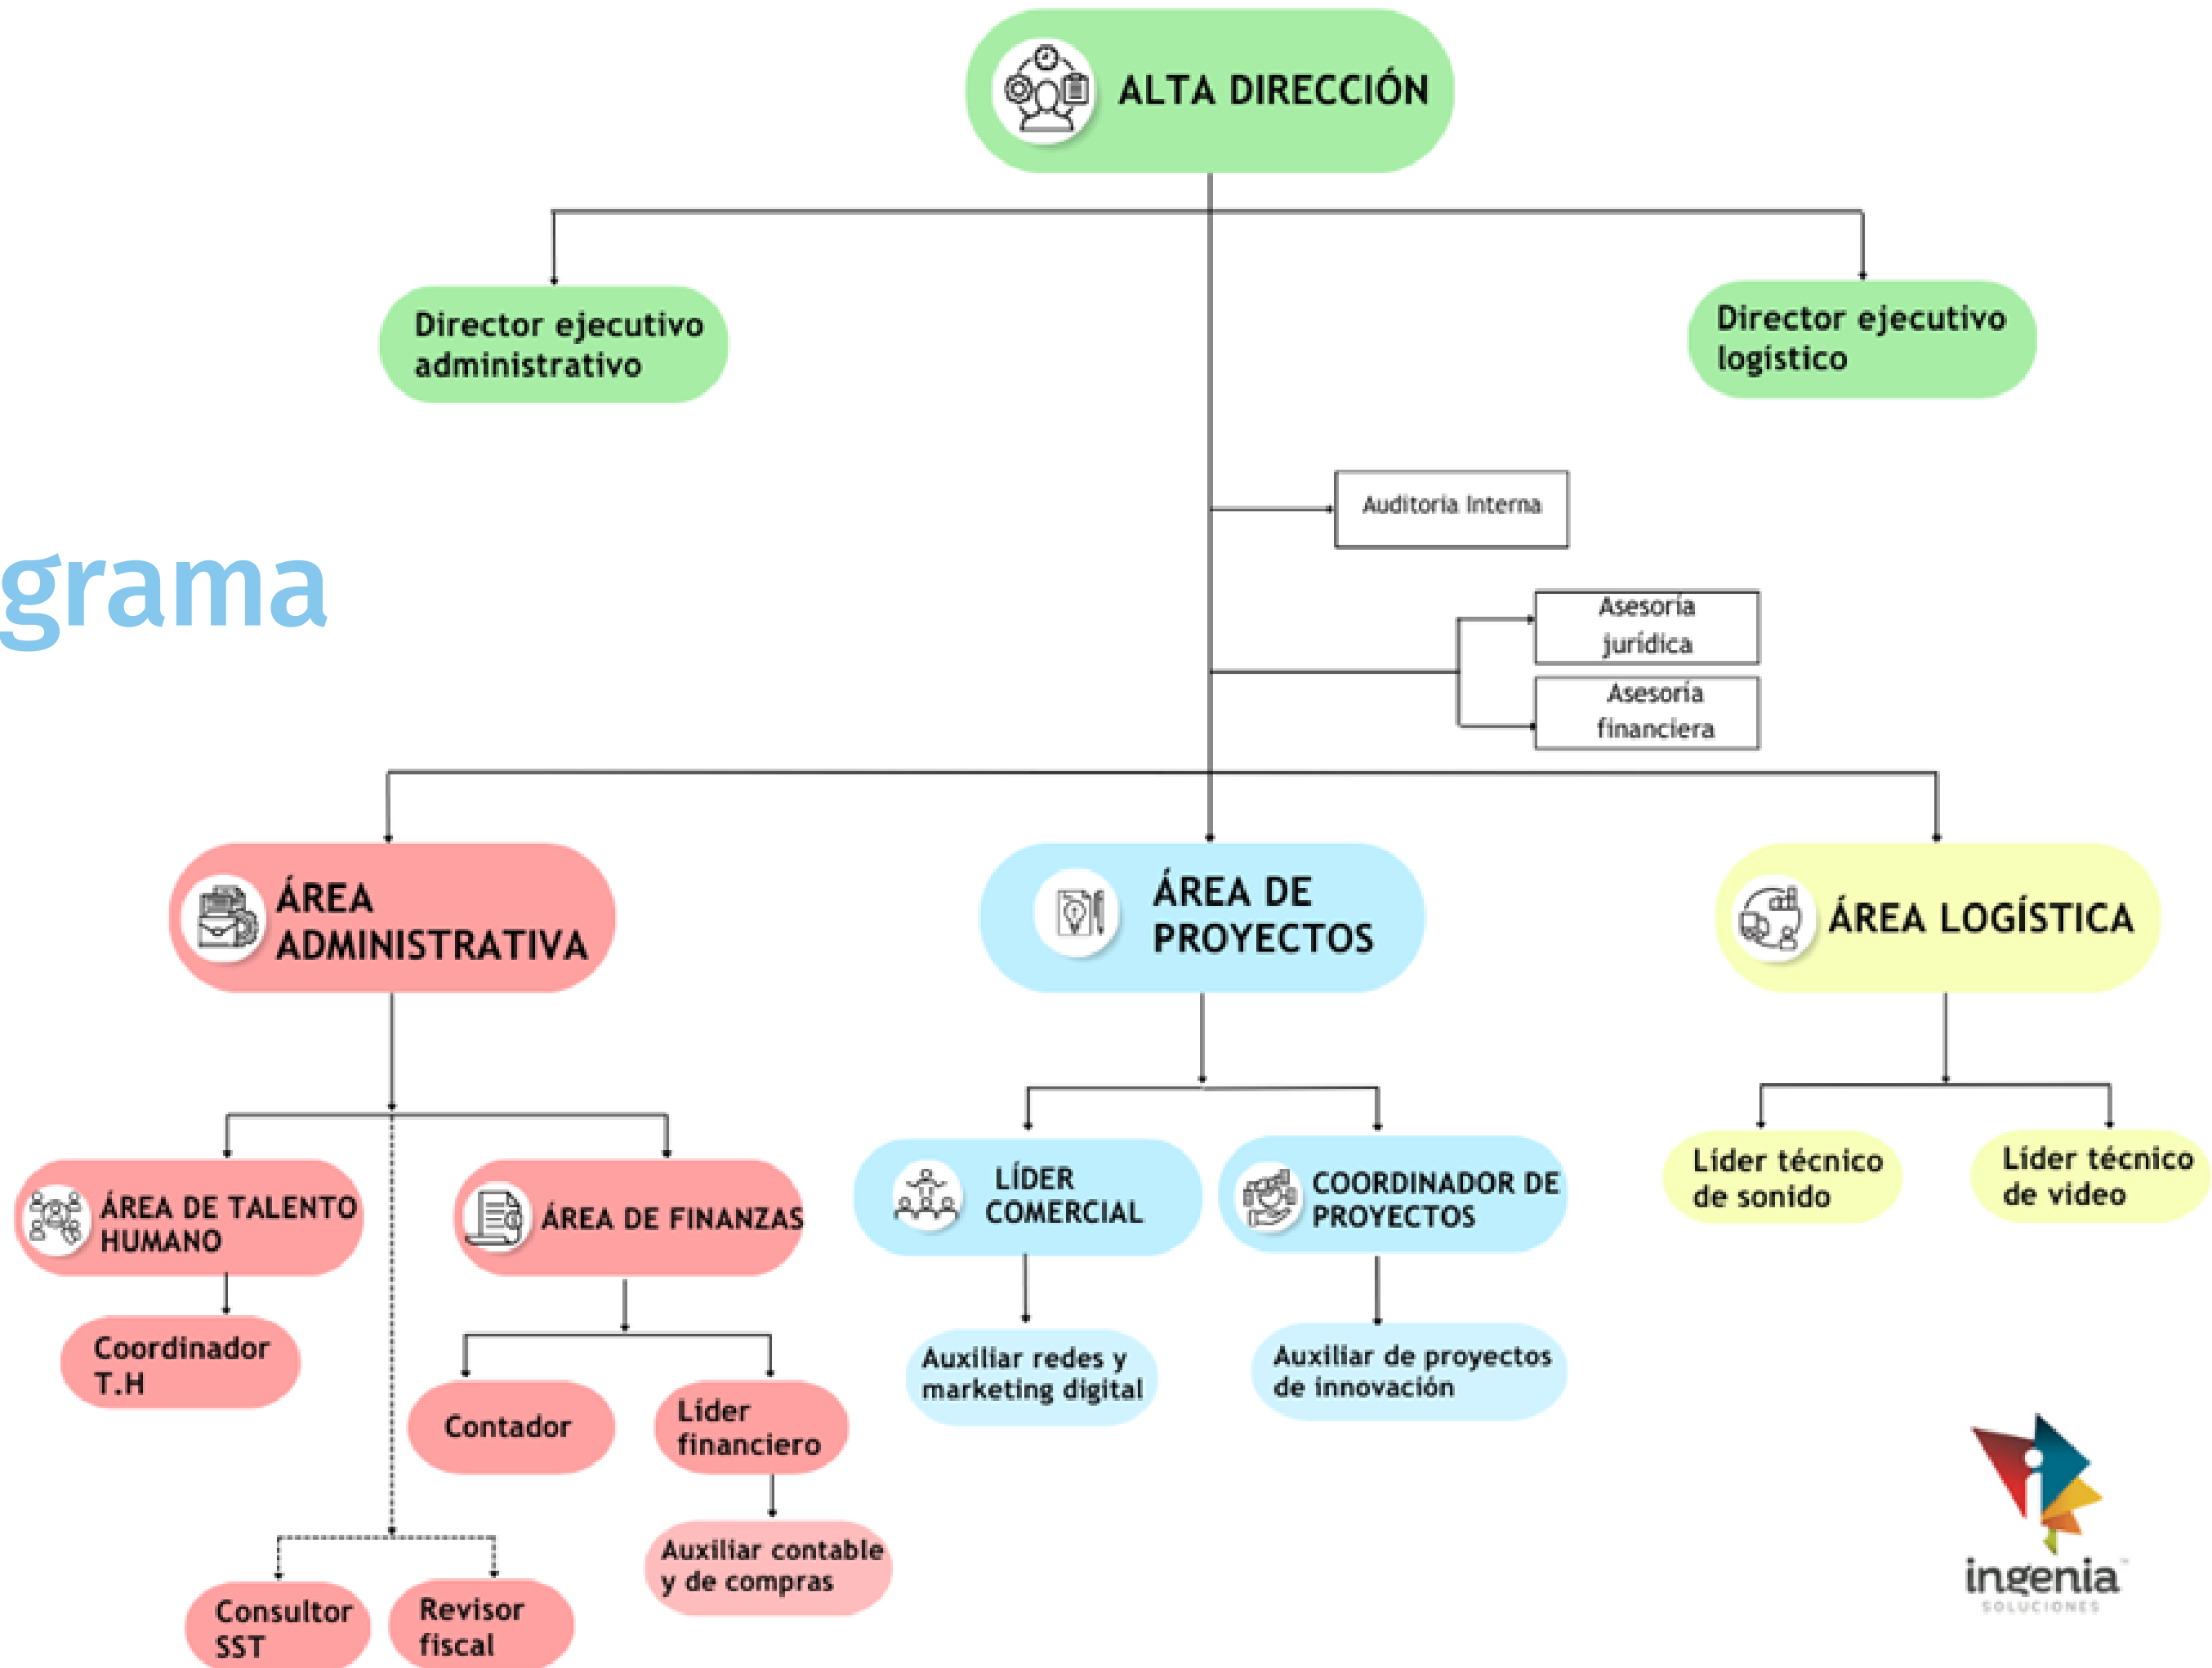 ALTA DIRECCIÓN
Director ejecutivo
administrativo
Director ejecutivo
logístico
Auditoría Interna
grama
Asesoría
jurídica
Asesoría
financiera
ÁREA
ADMINISTRATIVA
ÁREA DE
PROYECTOS
ÁREA LOGÍSTICA
ÁREA DE TALENTO
HUMANO
ÁREA DE FINANZAS
LÍDER
COMERCIAL
COORDINADOR DE
PROYECTOS
Líder técnico
de sonido
Líder técnico
de video
Coordinador
T.H
Contador
Líder
financiero
Auxiliar redes y
marketing digital
Auxiliar de proyectos
de innovación
Auxiliar contable
y de compras
Consultor
SST
Revisor
fiscal
ingenia™
SOLUCIONES